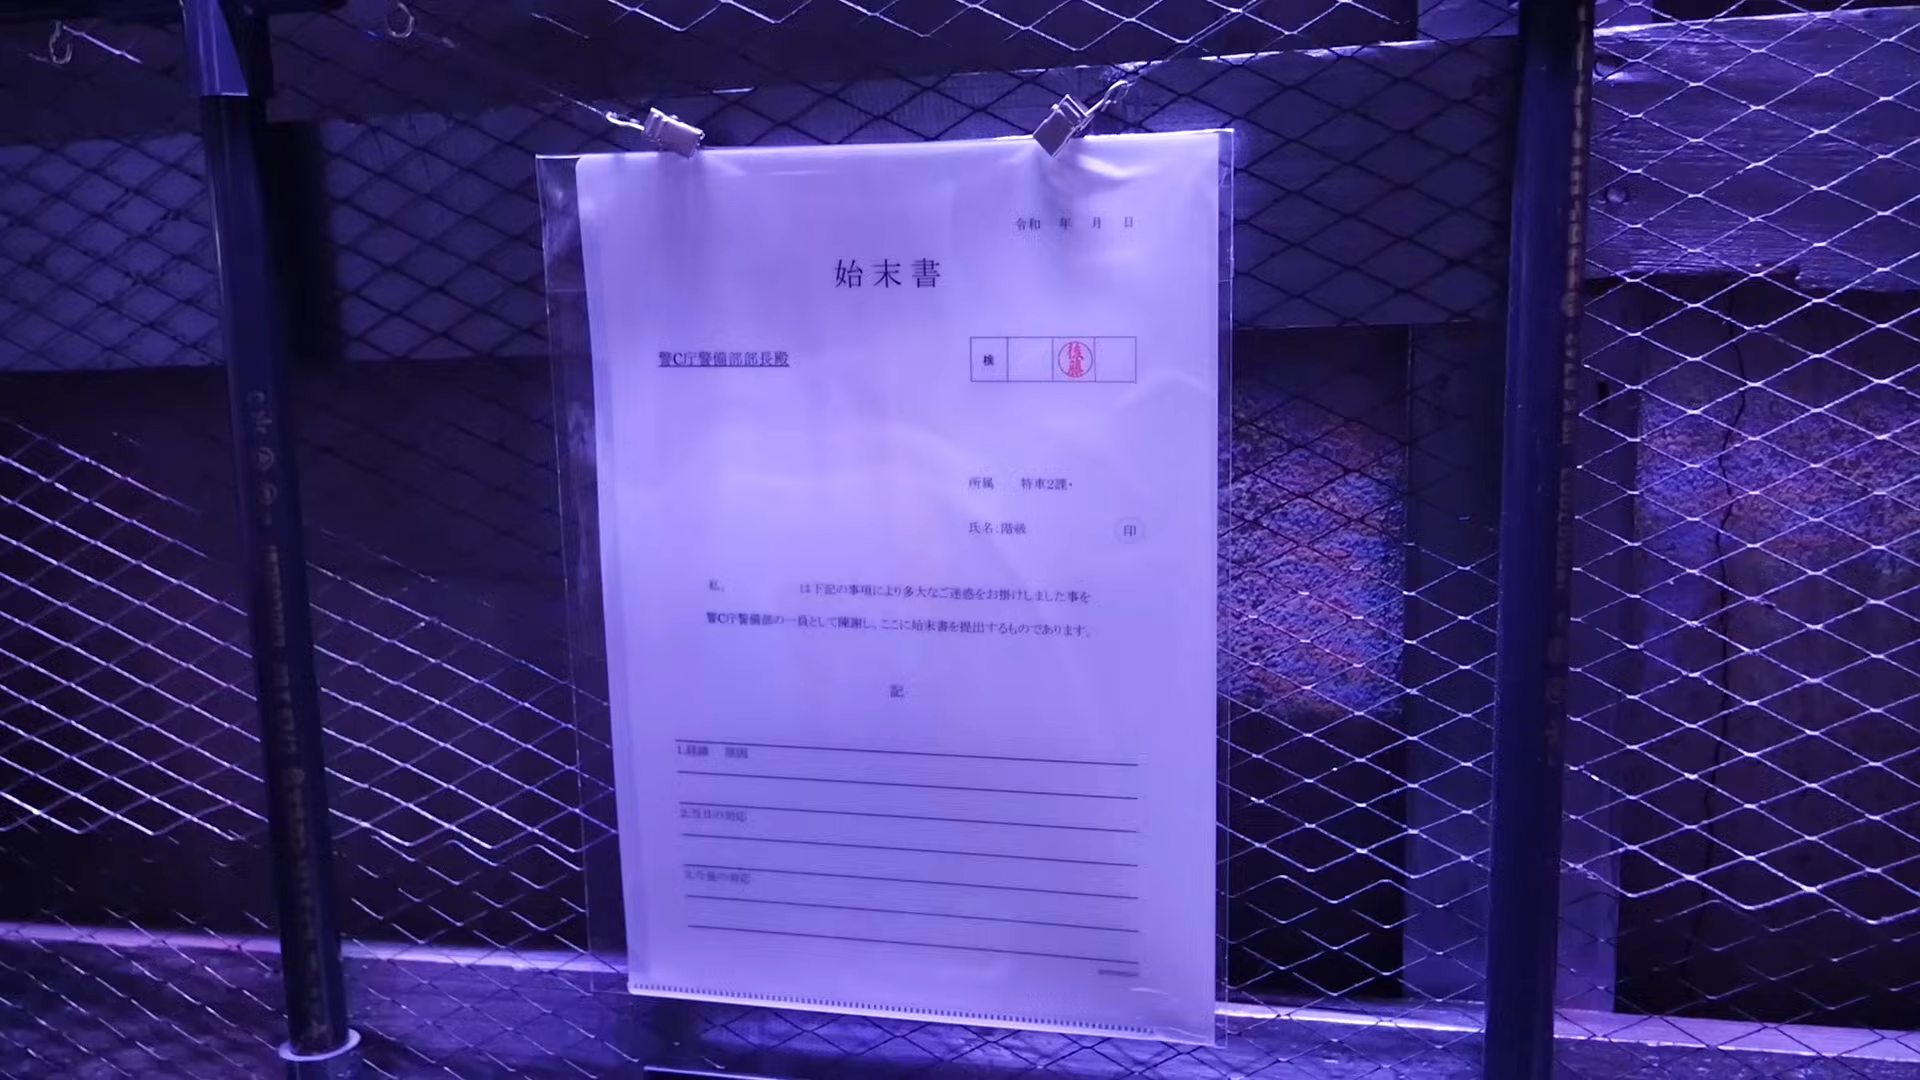 令和　年　月　日
始末書
警C庁警備部部長殿
検
後藤
所属　特車2課・
氏名：階級
印
私、　　　は下記の事項により多大なご迷惑をお掛けしました事を
警C庁警備部の一員として陳謝し、ここに始末書を提出するものであります。
記
1.経緯　原因
2.当日の対応
3.今後の対応